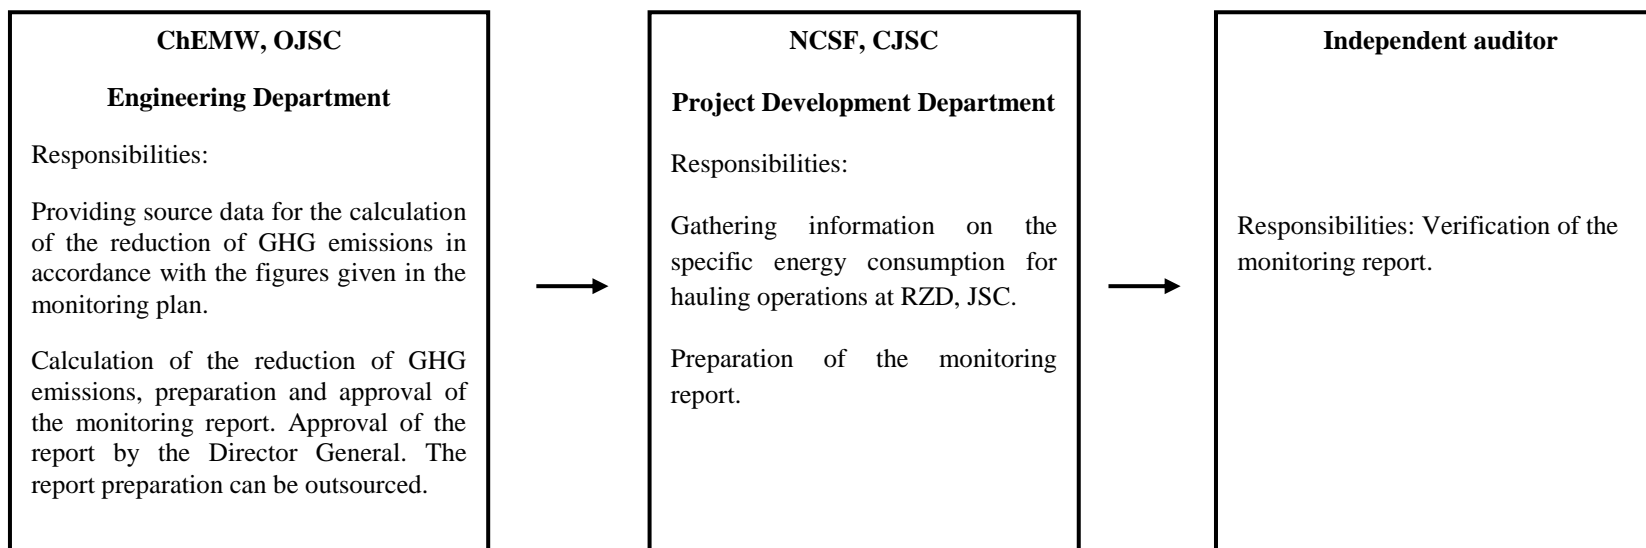 ChEMW, OJSC
Engineering Department
Responsibilities:
Providing source data for the calculation
of the reduction of GHG emissions in
accordance with the figures given in the
monitoring plan.
Calculation of the reduction of GHG
emissions, preparation and approval of
the monitoring report. Approval of the
report by the Director General. The
report preparation can be outsourced.
NCSF, CJSC
Project Development Department
Responsibilities:
Gathering information on the
specific energy consumption for
hauling operations at RZD, JSC.
Preparation of the monitoring
report.
Independent auditor
Responsibilities: Verification of the
monitoring report.